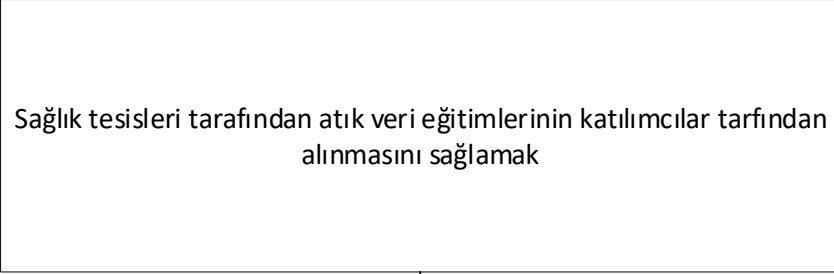 Sağlık tesisleri tarafından atık veri eğitimlerinin katılımcılar tarfından
alınmasını sağlamak